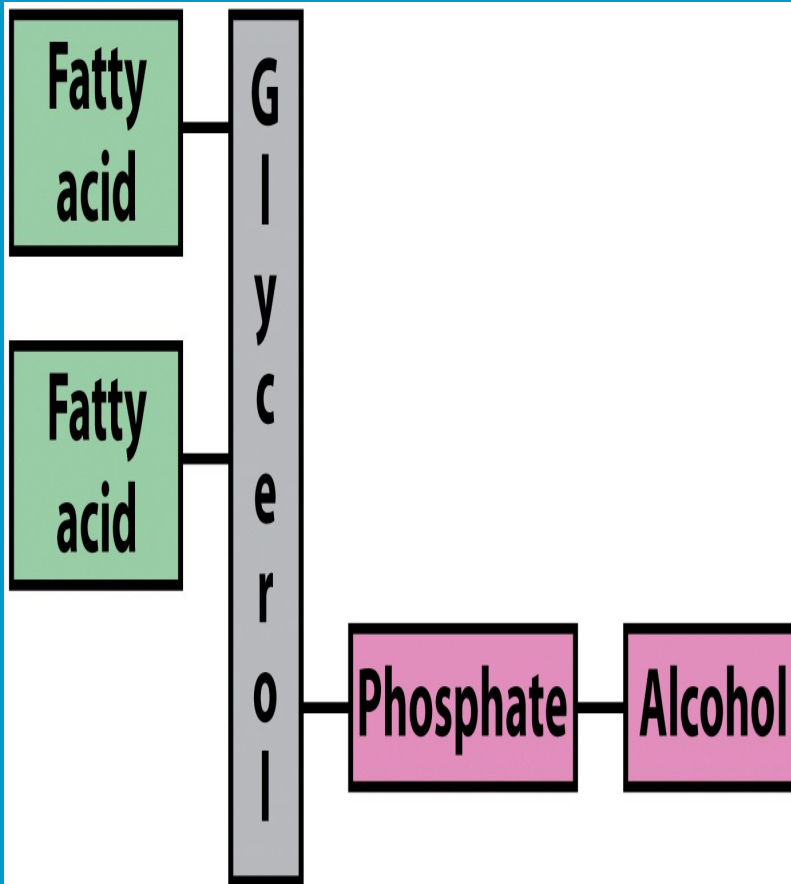 Fatty
acid
Glycerol
Fatty
acid
Phosphate
Alcohol